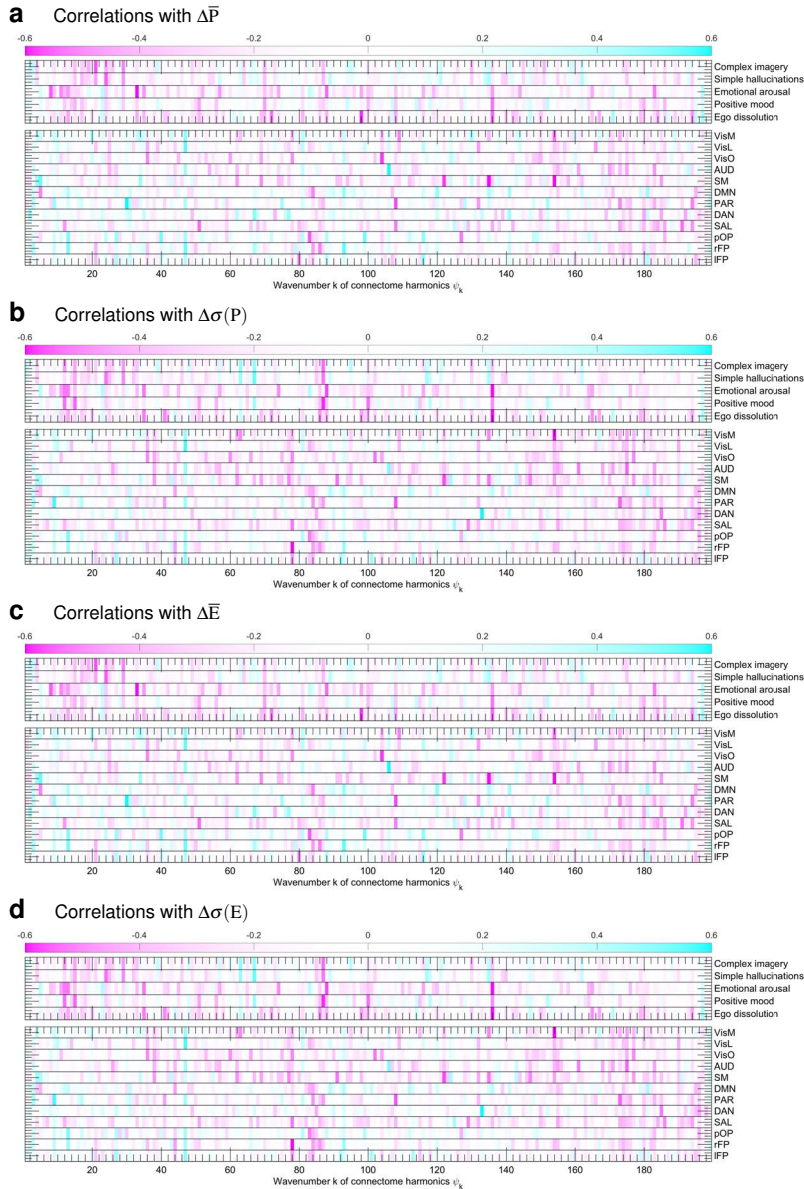 a Correlations with ΔP̅
-0.6 -0.4 -0.2 0 0.2 0.4 0.6
Complex imagery
Simple hallucinations
Emotional arousal
Positive mood
Ego dissolution
VisM
VisL
VisO
AUD
SM
DMN
PAR
DAN
SAL
pOP
rFP
lFP
20 40 60 80 100 120 140 160 180
Wavenumber k of connectome harmonics ψk
b Correlations with Δσ(P)
-0.6 -0.4 -0.2 0 0.2 0.4 0.6
Complex imagery
Simple hallucinations
Emotional arousal
Positive mood
Ego dissolution
VisM
VisL
VisO
AUD
SM
DMN
PAR
DAN
SAL
pOP
rFP
lFP
20 40 60 80 100 120 140 160 180
Wavenumber k of connectome harmonics ψk
c Correlations with ΔE̅
-0.6 -0.4 -0.2 0 0.2 0.4 0.6
Complex imagery
Simple hallucinations
Emotional arousal
Positive mood
Ego dissolution
VisM
VisL
VisO
AUD
SM
DMN
PAR
DAN
SAL
pOP
rFP
lFP
20 40 60 80 100 120 140 160 180
Wavenumber k of connectome harmonics ψk
d Correlations with Δσ(E)
-0.6 -0.4 -0.2 0 0.2 0.4 0.6
Complex imagery
Simple hallucinations
Emotional arousal
Positive mood
Ego dissolution
VisM
VisL
VisO
AUD
SM
DMN
PAR
DAN
SAL
pOP
rFP
lFP
20 40 60 80 100 120 140 160 180
Wavenumber k of connectome harmonics ψk